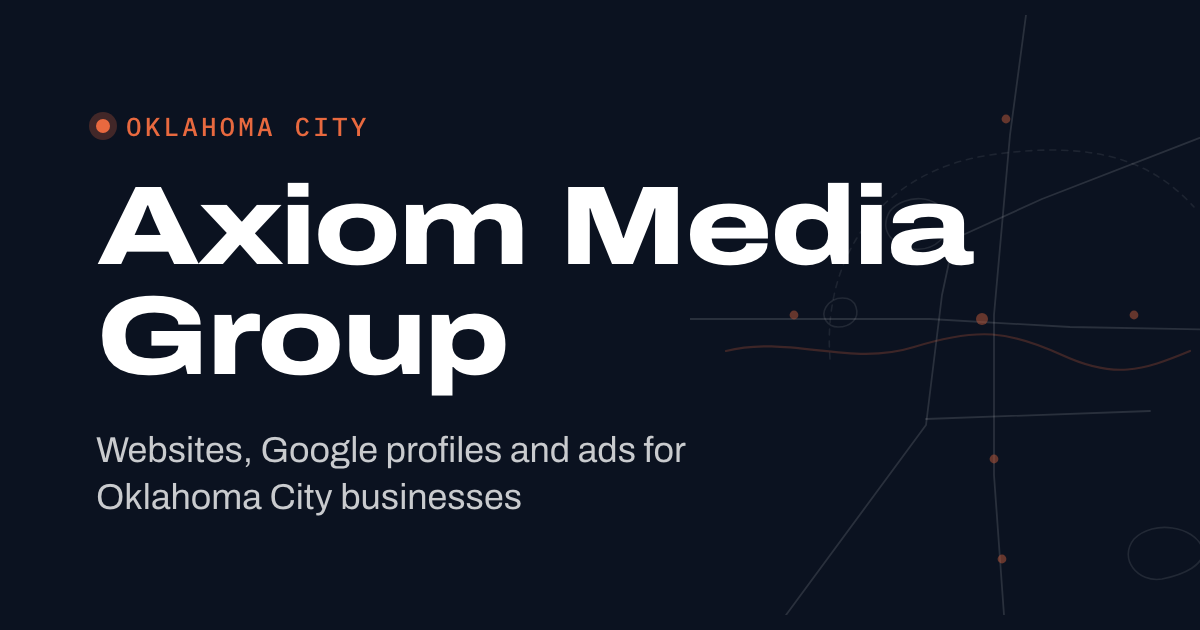 OKLAHOMA CITY
Axiom Media
Group
Websites, Google profiles and ads for
Oklahoma City businesses